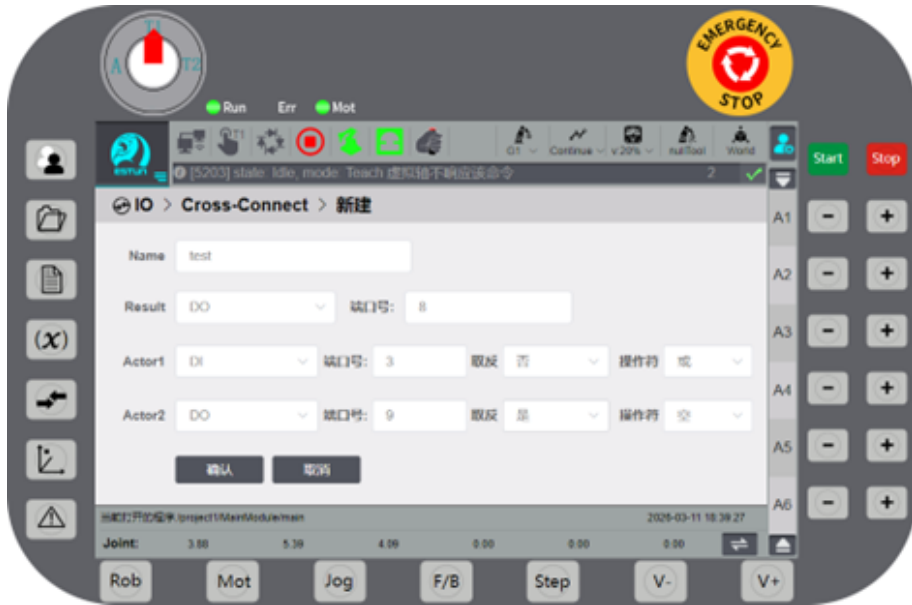 T1
A
T2
EMERGENCY
STOP
Run Err Mot
T1
G1 Continue v 20% nullTool World
ESTUN
[5203] state: Idle, mode: Teach 虚拟轴不响应该命令 2
Start Stop
IO > Cross-Connect > 新建
A1 - +
Name test
A2 - +
Result DO 端口号: 8
(x)
A3 - +
Actor1 DI 端口号: 3 取反 否 操作符 或
A4 - +
Actor2 DO 端口号: 9 取反 是 操作符 空
A5 - +
确认 取消
A6 - +
当前打开的程序:/project1/MainModule/main 2026-03-11 18:39:27
Joint: 3.88 5.39 4.09 0.00 0.00 0.00
Rob Mot Jog F/B Step V- V+